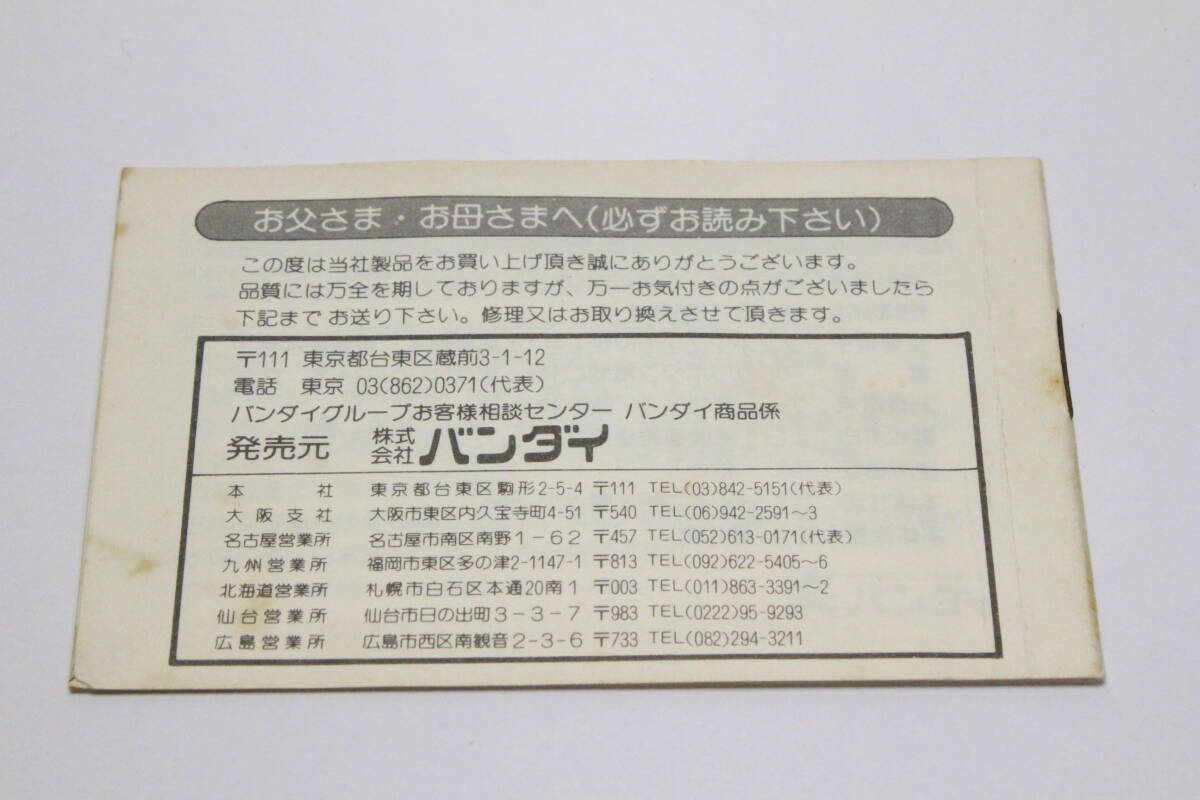 お父さま・お母さまへ(必ずお読み下さい)
この度は当社製品をお買い上げ頂き誠にありがとうございます。
品質には万全を期しておりますが、万一お気付きの点がございましたら
下記まで お送り下さい。修理又はお取り換えさせて頂きます。
〒111 東京都台東区蔵前3-1-12
電話 東京 03(862)0371(代表)
バンダイグループお客様相談センター バンダイ商品係
発売元 株式会社 バンダイ
本社 東京都台東区駒形2-5-4 〒111 TEL(03)842-5151(代表)
大阪支社 大阪市東区内久宝寺町4-51 〒540 TEL(06)942-2591〜3
名古屋営業所 名古屋市南区南野1-62 〒457 TEL(052)613-0171(代表)
九州営業所 福岡市東区多の津2-1147-1 〒813 TEL(092)622-5405〜6
北海道営業所 札幌市白石区本通20南1 〒003 TEL(011)863-3391〜2
仙台営業所 仙台市日の出町3-3-7 〒983 TEL(0222)95-9293
広島営業所 広島市西区南観音2-3-6 〒733 TEL(082)294-3211